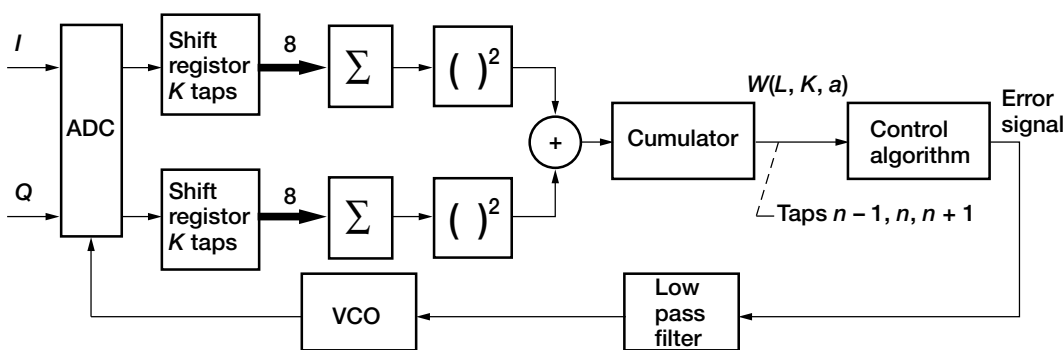 I
Q
ADC
Shift
registor
K taps
8
∑
( )²
Shift
registor
K taps
8
∑
( )²
+
Cumulator
W(L, K, a)
Taps n – 1, n, n + 1
Control
algorithm
Error
signal
VCO
Low
pass
filter